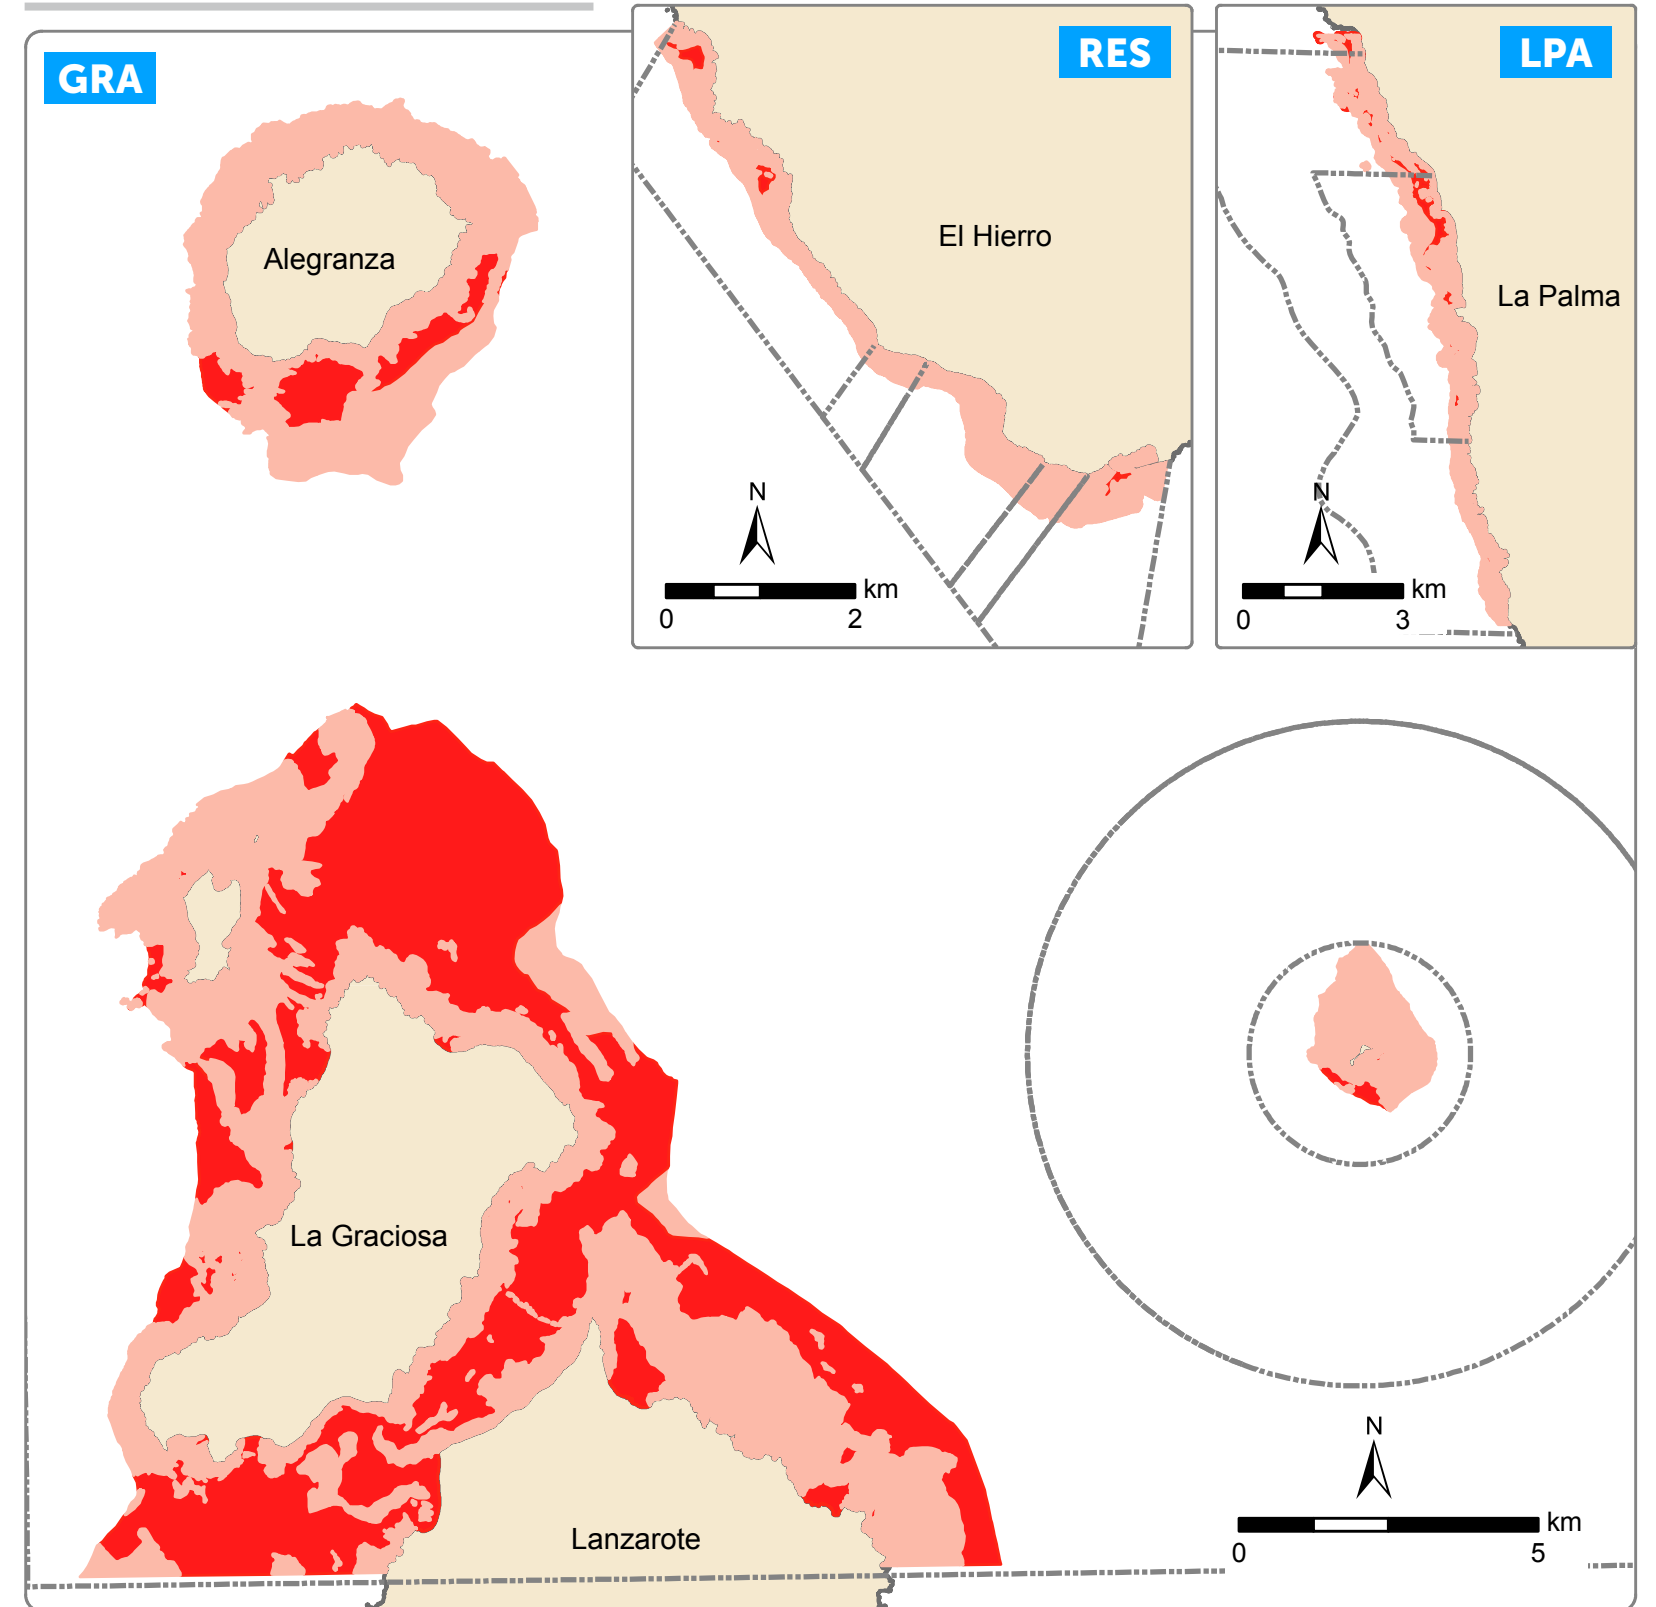 GRA
RES
LPA
Alegranza
El Hierro
La Palma
N
km
0 2
N
km
0 3
La Graciosa
Lanzarote
N
km
0 5